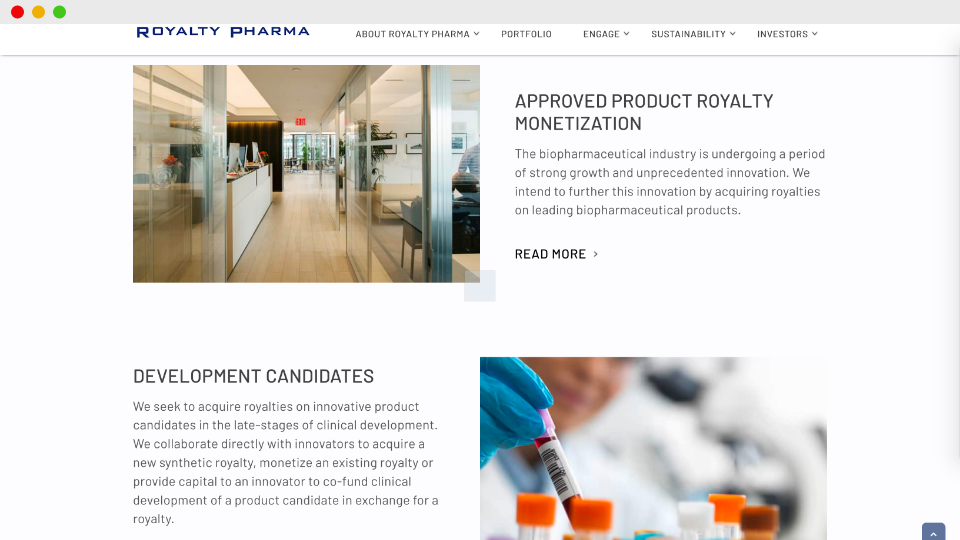 ROYALTY PHARMA
ABOUT ROYALTY PHARMA
PORTFOLIO
ENGAGE
SUSTAINABILITY
INVESTORS
EXIT
APPROVED PRODUCT ROYALTY
MONETIZATION
The biopharmaceutical industry is undergoing a period
of strong growth and unprecedented innovation. We
intend to further this innovation by acquiring royalties
on leading biopharmaceutical products.
READ MORE
DEVELOPMENT CANDIDATES
We seek to acquire royalties on innovative product
candidates in the late-stages of clinical development.
We collaborate directly with innovators to acquire a
new synthetic royalty, monetize an existing royalty or
provide capital to an innovator to co-fund clinical
development of a product candidate in exchange for a
royalty.